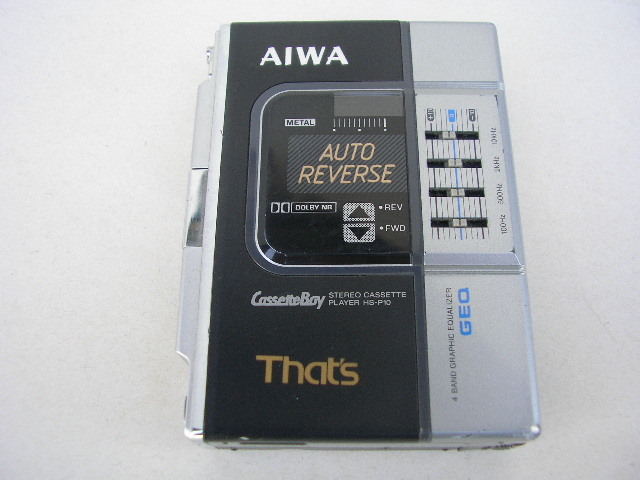 AIWA
METAL
AUTO
REVERSE
DOLBY NR
• REV
• FWD
CassetteBoy
STEREO CASSETTE
PLAYER HS-P10
That's
10kHz
2kHz
600Hz
100Hz
4 BAND GRAPHIC EQUALIZER
GEQ